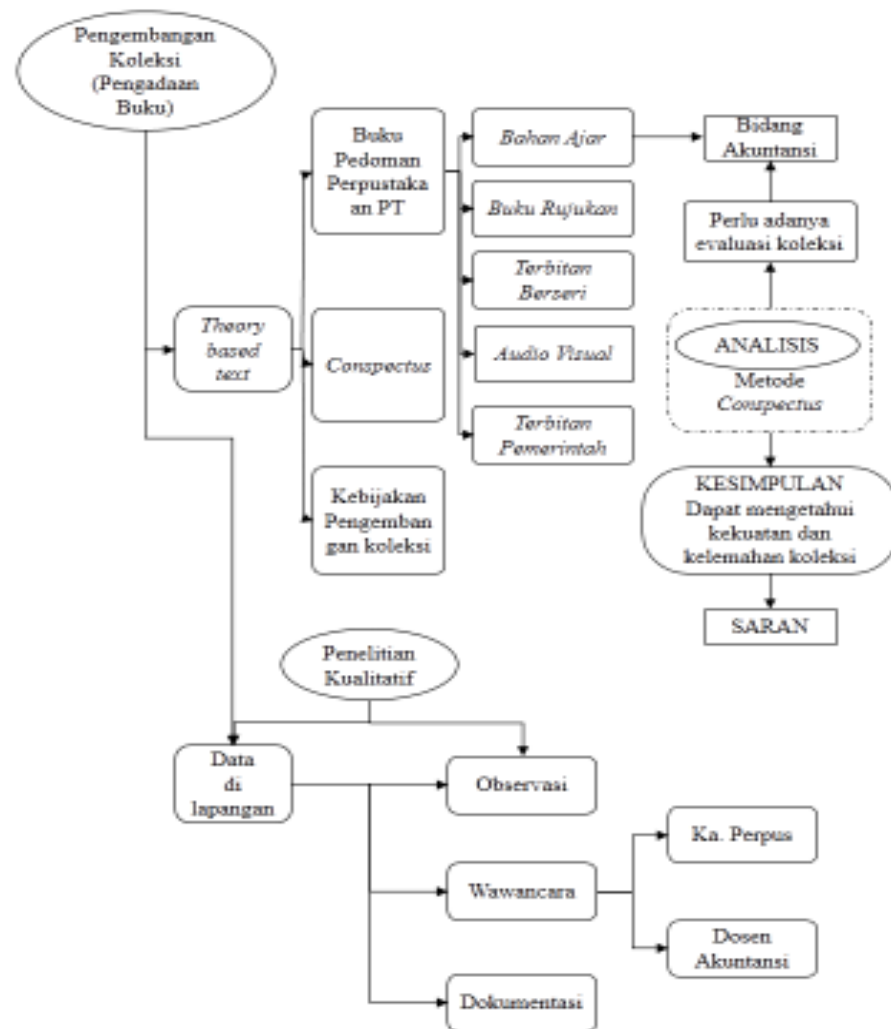 Pengembangan
Koleksi
(Pengadaan
Buku)
Buku
Pedoman
Perpustaka
an PT
Bahan Ajar
Bidang
Akuntansi
Buku Rujukan
Perlu adanya
evaluasi koleksi
Terbitan
Berseri
Theory
based
text
Conspectus
Audio Visual
ANALISIS
Metode
Conspectus
Terbitan
Pemerintah
Kebijakan
Pengemban
gan koleksi
KESIMPULAN
Dapat mengetahui
kekuatan dan
kelemahan koleksi
SARAN
Penelitian
Kualitatif
Data
di
lapangan
Observasi
Ka. Perpus
Wawancara
Dosen
Akuntansi
Dokumentasi